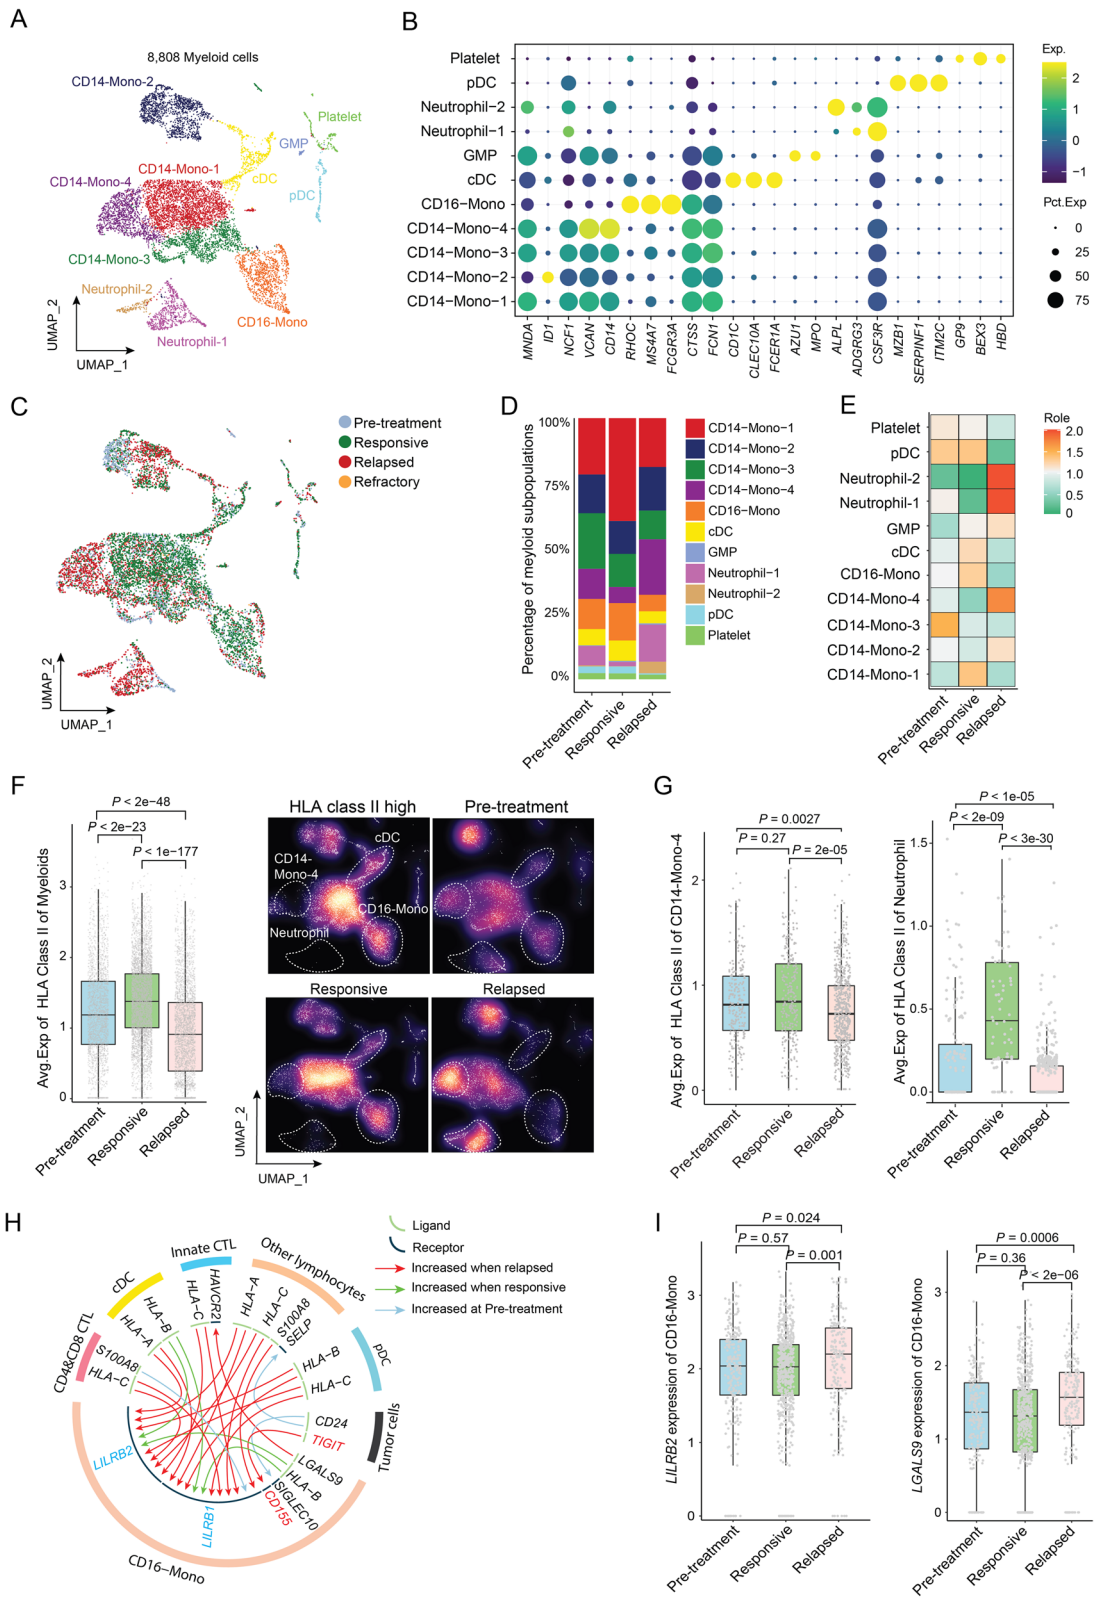 A
8,808 Myeloid cells
CD14-Mono-2
Platelet
GMP
cDC
CD14-Mono-1
CD14-Mono-4
pDC
CD14-Mono-3
Neutrophil-2
CD16-Mono
Neutrophil-1
UMAP_2
UMAP_1
B
Platelet
pDC
Neutrophil−2
Neutrophil−1
GMP
cDC
CD16−Mono
CD14−Mono−4
CD14−Mono−3
CD14−Mono−2
CD14−Mono−1
MNDA
ID1
NCF1
VCAN
CD14
RHOC
MS4A7
FCGR3A
CTSS
FCN1
CD1C
CLEC10A
FCER1A
AZU1
MPO
ALPL
ADGRG3
CSF3R
MZB1
SERPINF1
ITM2C
GP9
BEX3
HBD
Exp.
2
1
0
−1
Pct.Exp
0
25
50
75
C
Pre-treatment
Responsive
Relapsed
Refractory
UMAP_2
UMAP_1
D
Percentage of meyloid subpopulations
100%
75%
50%
25%
0%
Pre-treatment
Responsive
Relapsed
CD14-Mono-1
CD14-Mono-2
CD14-Mono-3
CD14-Mono-4
CD16-Mono
cDC
GMP
Neutrophil−1
Neutrophil−2
pDC
Platelet
E
Platelet
pDC
Neutrophil-2
Neutrophil-1
GMP
cDC
CD16-Mono
CD14-Mono-4
CD14-Mono-3
CD14-Mono-2
CD14-Mono-1
Pre-treatment
Responsive
Relapsed
Role
2.0
1.5
1.0
0.5
0
F
P < 2e−48
P < 2e−23
P < 1e−177
Avg.Exp of HLA Class II of Myeloids
3
2
1
0
Pre-treatment
Responsive
Relapsed
HLA class II high
Pre-treatment
cDC
CD14-
Mono-4
CD16-Mono
Neutrophil
Responsive
Relapsed
UMAP_2
UMAP_1
G
P = 0.0027
P = 0.27
P = 2e-05
Avg.Exp of HLA Class II of CD14-Mono-4
2
1
0
Pre-treatment
Responsive
Relapsed
P < 1e-05
P < 2e-09
P < 3e-30
Avg.Exp of HLA Class II of Neutrophil
1.5
1.0
0.5
0.0
Pre-treatment
Responsive
Relapsed
H
Ligand
Receptor
Increased when relapsed
Increased when responsive
Increased at Pre-treatment
CD4&CD8 CTL
cDC
Innate CTL
Other lymphocytes
pDC
Tumor cells
CD16−Mono
HLA−C
S100A8
HLA−A
HLA−B
HLA−C
HAVCR2
HLA−A
HLA−C
S100A8
SELP
HLA−B
HLA−C
CD24
TIGIT
LGALS9
HLA−B
SIGLEC10
CD155
LILRB1
LILRB2
I
P = 0.024
P = 0.57
P = 0.001
LILRB2 expression of CD16-Mono
3
2
1
0
Pre-treatment
Responsive
Relapsed
P = 0.0006
P = 0.36
P < 2e−06
LGALS9 expression of CD16-Mono
3
2
1
0
Pre-treatment
Responsive
Relapsed